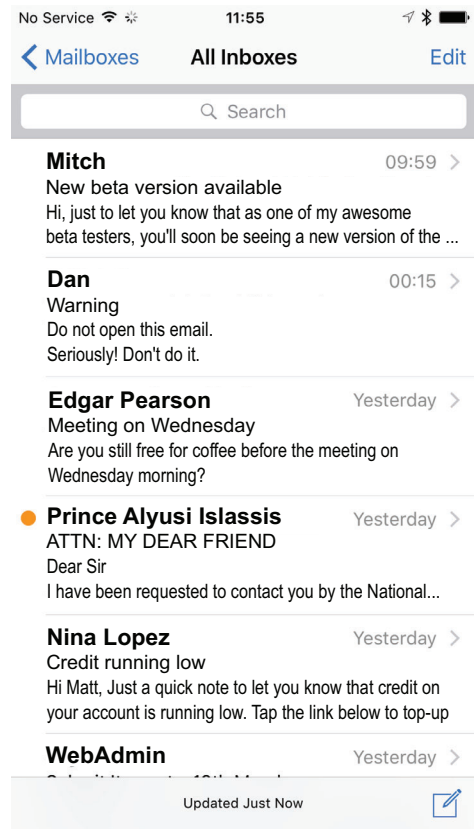 No Service 11:55
Mailboxes All Inboxes Edit
Search
Mitch 09:59
New beta version available
Hi, just to let you know that as one of my awesome
beta testers, you'll soon be seeing a new version of the ...
Dan 00:15
Warning
Do not open this email.
Seriously! Don't do it.
Edgar Pearson Yesterday
Meeting on Wednesday
Are you still free for coffee before the meeting on
Wednesday morning?
Prince Alyusi Islassis Yesterday
ATTN: MY DEAR FRIEND
Dear Sir
I have been requested to contact you by the National...
Nina Lopez Yesterday
Credit running low
Hi Matt, Just a quick note to let you know that credit on
your account is running low. Tap the link below to top-up
WebAdmin Yesterday
Updated Just Now